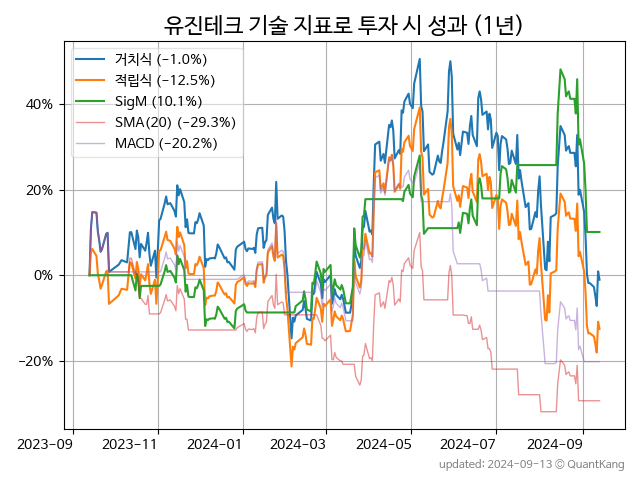 유진테크 기술 지표로 투자 시 성과 (1년)
거치식 (-1.0%)
적립식 (-12.5%)
SigM (10.1%)
SMA(20) (-29.3%)
MACD (-20.2%)
40%
20%
0%
-20%
2023-09 2023-11 2024-01 2024-03 2024-05 2024-07 2024-09
updated: 2024-09-13 © QuantKang